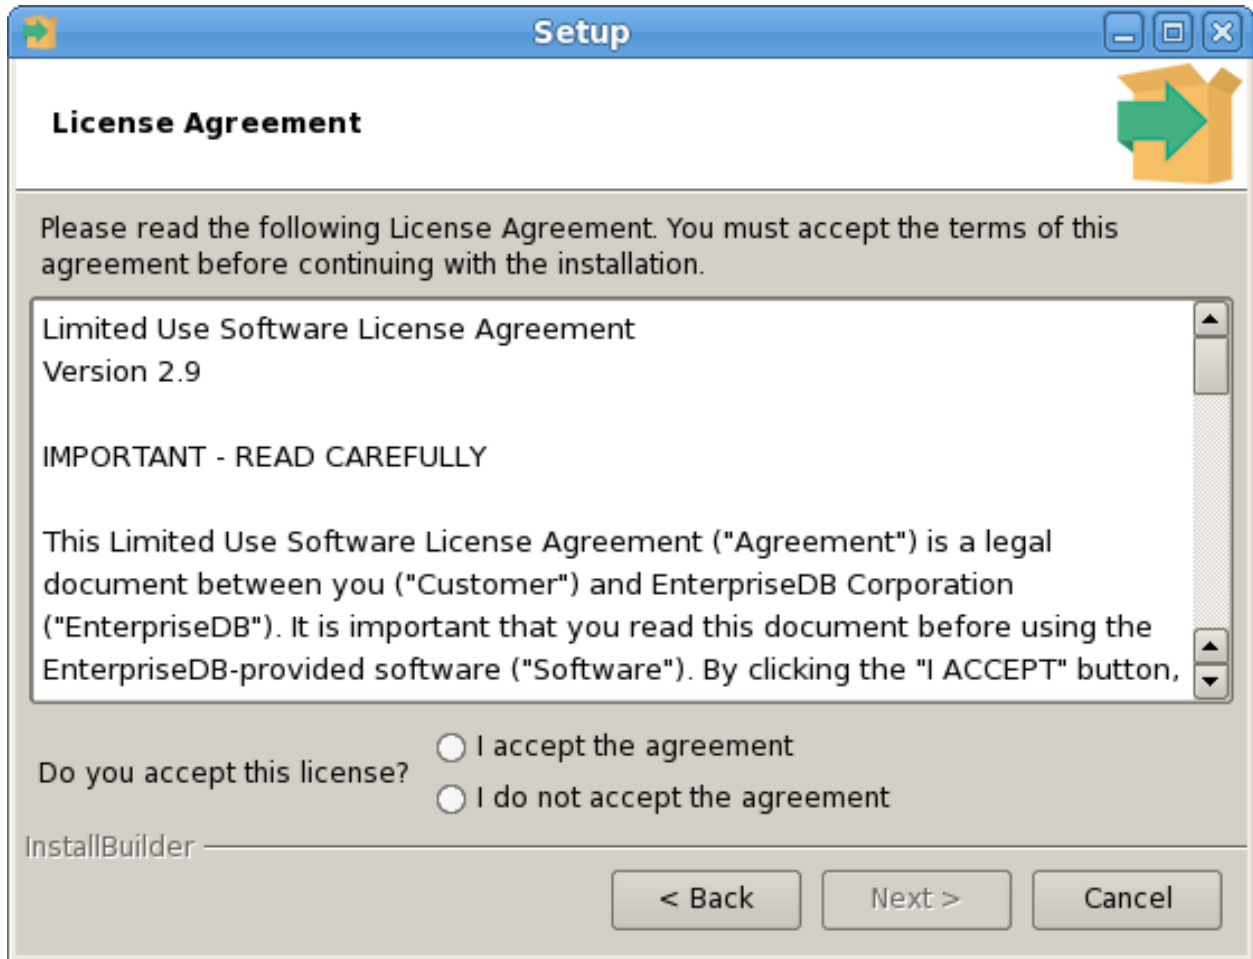 Setup
License Agreement
Please read the following License Agreement. You must accept the terms of this
agreement before continuing with the installation.
Limited Use Software License Agreement
Version 2.9
IMPORTANT - READ CAREFULLY
This Limited Use Software License Agreement ("Agreement") is a legal
document between you ("Customer") and EnterpriseDB Corporation
("EnterpriseDB"). It is important that you read this document before using the
EnterpriseDB-provided software ("Software"). By clicking the "I ACCEPT" button,
Do you accept this license?
I accept the agreement
I do not accept the agreement
InstallBuilder
< Back
Next >
Cancel